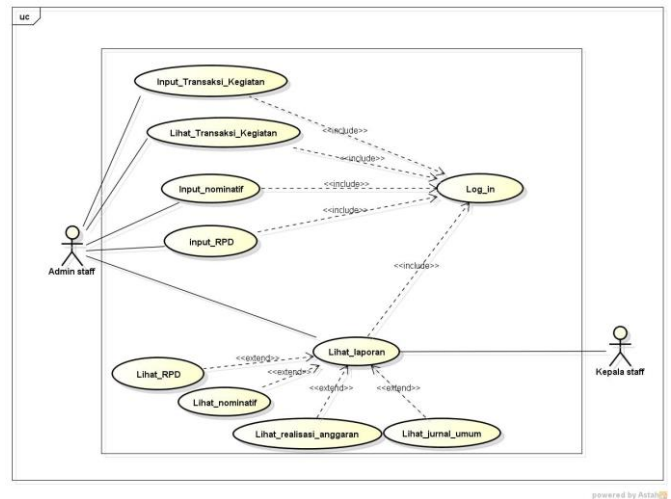 uc
Input_Transaksi_Kegiatan
<<include>>
Lihat_Transaksi_Kegiatan
<<include>>
Input_nominatif
<<include>>
Log_in
<<include>>
input_RPD
Admin staff
<<include>>
Lihat_laporan
Kepala staff
<<extend>>
Lihat_RPD
<<extend>>
<<extend>>
<<extend>>
Lihat_nominatif
Lihat_realisasi_anggaran
Lihat_jurnal_umum
powered by Astah